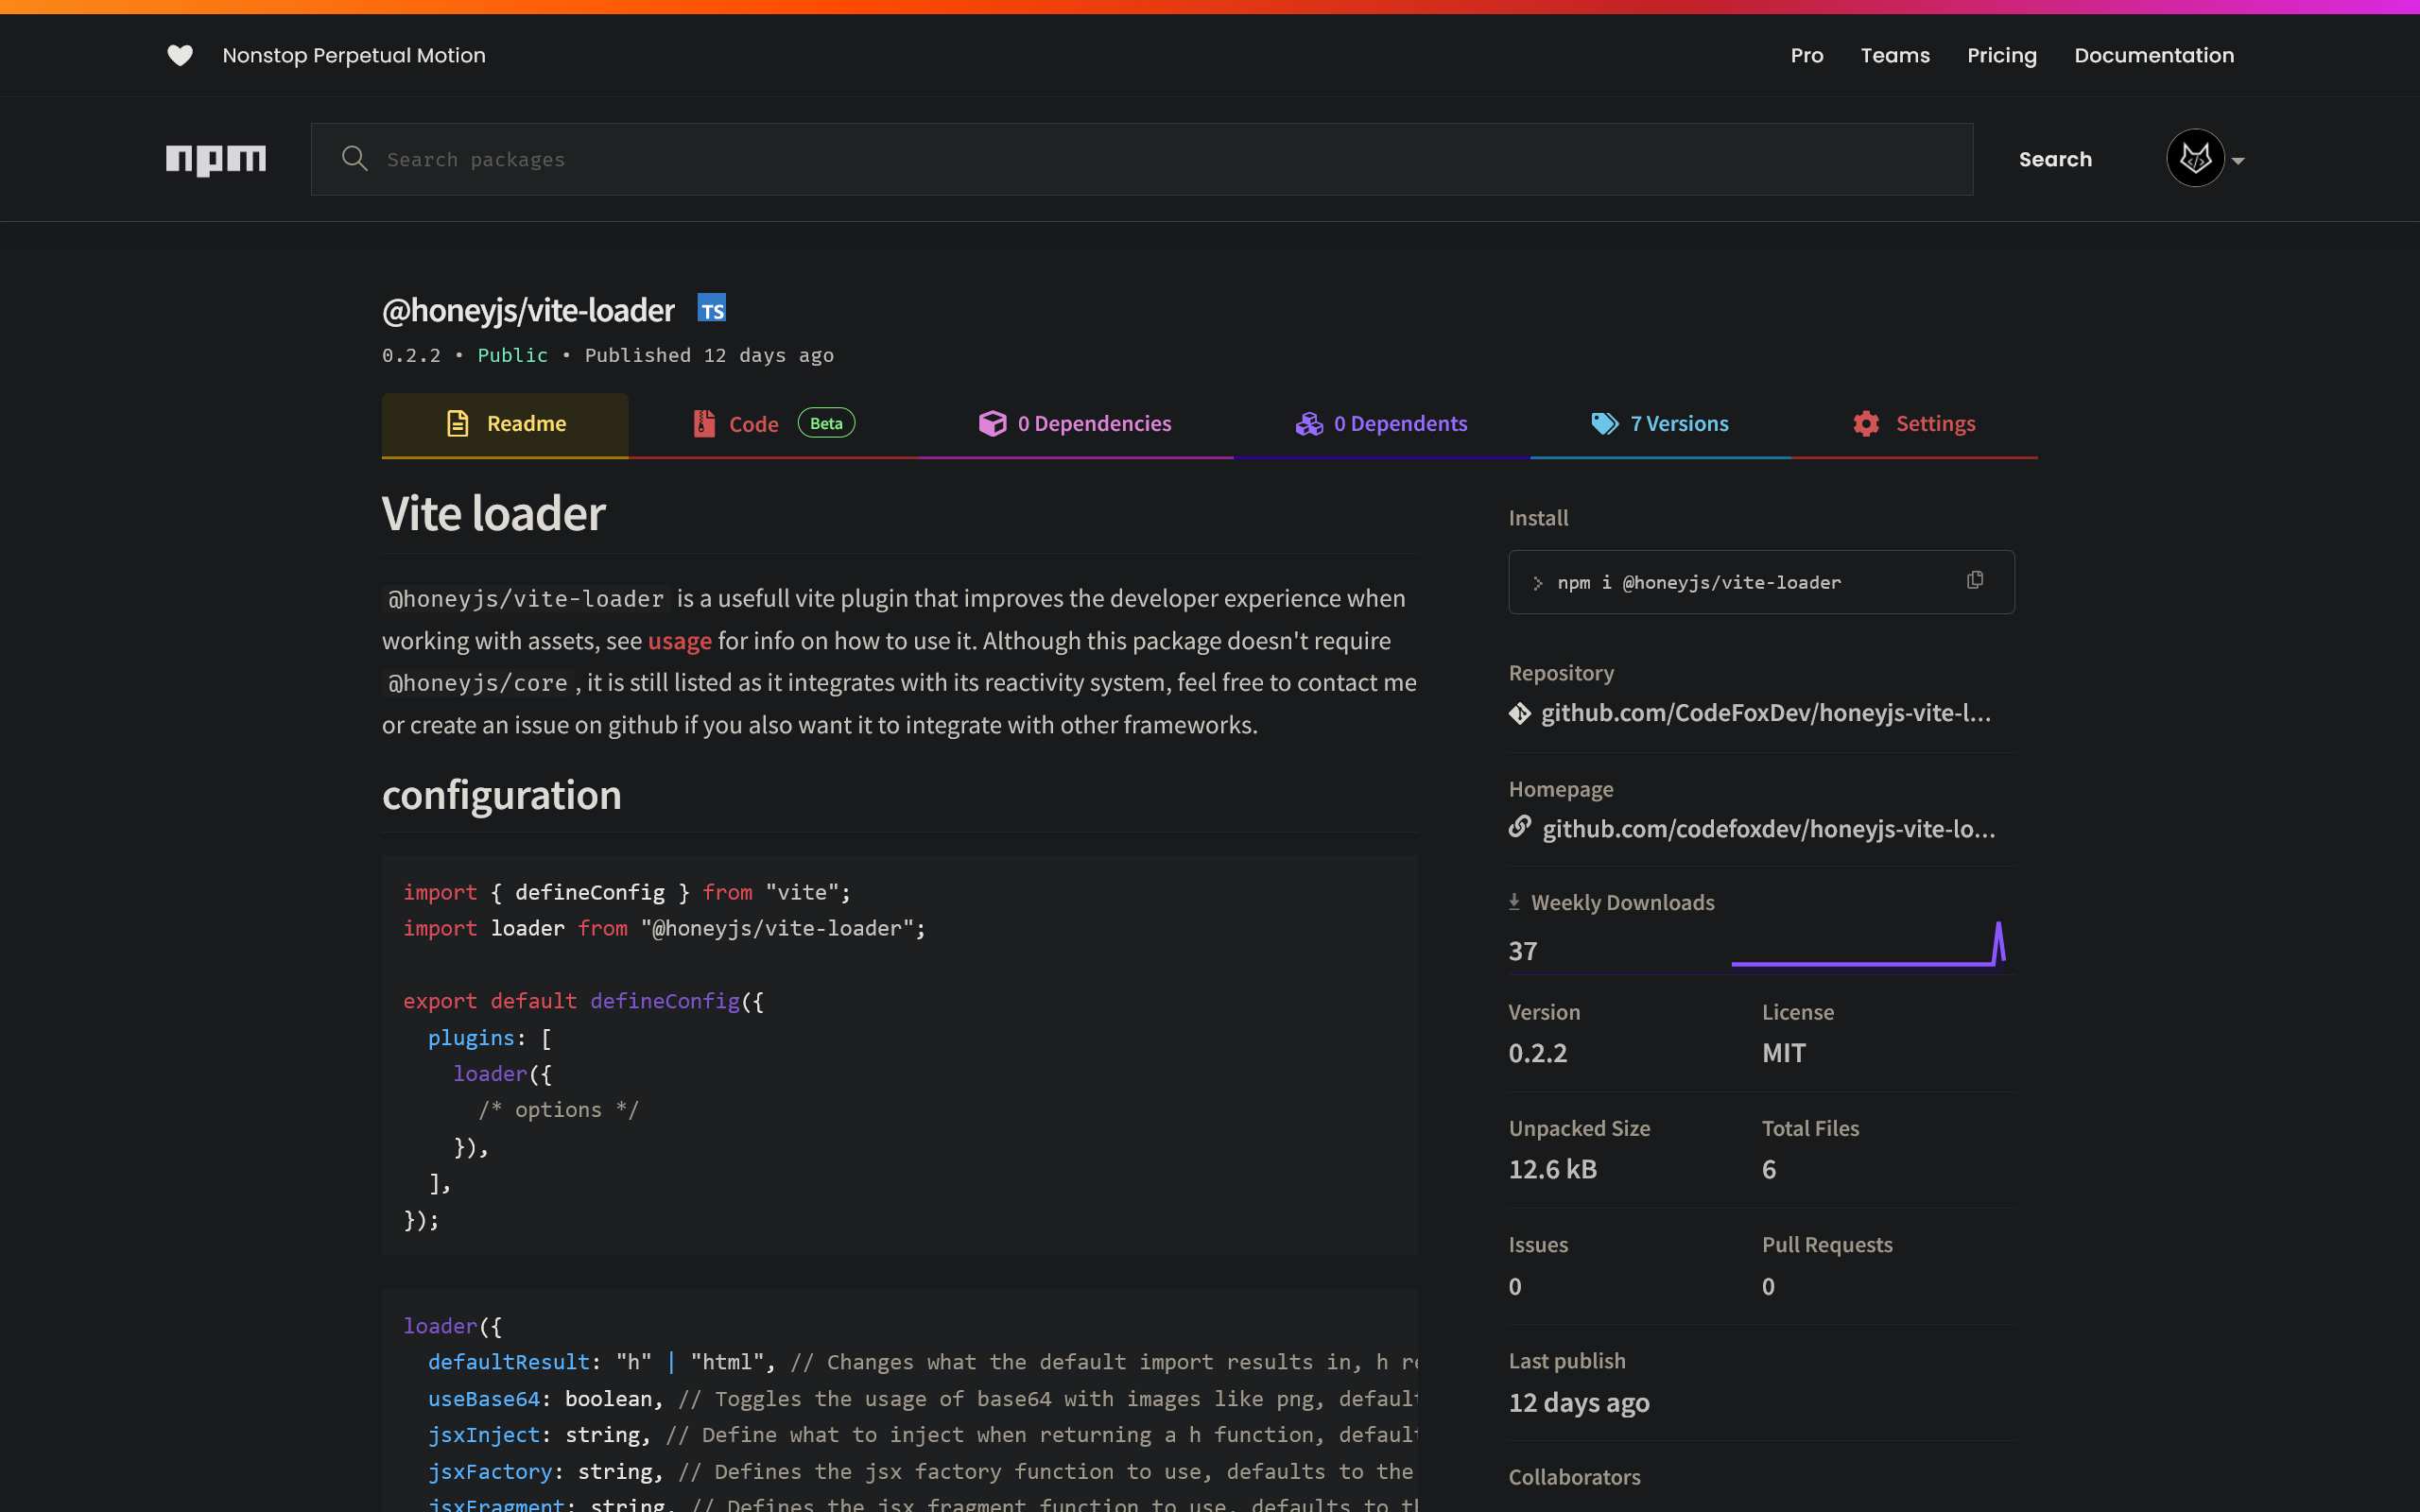 Nonstop Perpetual Motion
Pro Teams Pricing Documentation
npm Search packages Search
@honeyjs/vite-loader TS
0.2.2 • Public • Published 12 days ago
Readme Code Beta 0 Dependencies 0 Dependents 7 Versions Settings
Vite loader
@honeyjs/vite-loader is a usefull vite plugin that improves the developer experience when
working with assets, see usage for info on how to use it. Although this package doesn't require
@honeyjs/core, it is still listed as it integrates with its reactivity system, feel free to contact me
or create an issue on github if you also want it to integrate with other frameworks.
configuration
import { defineConfig } from "vite";
import loader from "@honeyjs/vite-loader";
export default defineConfig({
  plugins: [
    loader({
      /* options */
    }),
  ],
});
loader({
  defaultResult: "h" | "html", // Changes what the default import results in, h re
  useBase64: boolean, // Toggles the usage of base64 with images like png, default
  jsxInject: string, // Define what to inject when returning a h function, default
  jsxFactory: string, // Defines the jsx factory function to use, defaults to the
  jsxFragment: string, // Defines the jsx fragment function to use, defaults to th
Install
npm i @honeyjs/vite-loader
Repository
github.com/CodeFoxDev/honeyjs-vite-l...
Homepage
github.com/codefoxdev/honeyjs-vite-lo...
Weekly Downloads
37
Version License
0.2.2 MIT
Unpacked Size Total Files
12.6 kB 6
Issues Pull Requests
0 0
Last publish
12 days ago
Collaborators